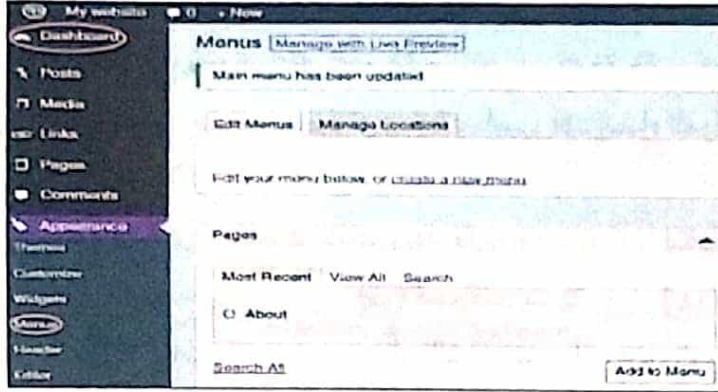 My website 0 + New
Dashboard
Posts
Media
Links
Pages
Comments
Appearance
Themes
Customize
Widgets
Menus
Header
Editor
Menus Manage with Live Preview
Main menu has been updated
Edit Menus Manage Locations
Edit your menu below, or create a new menu
Pages
Most Recent View All Search
About
Search All Add to Menu